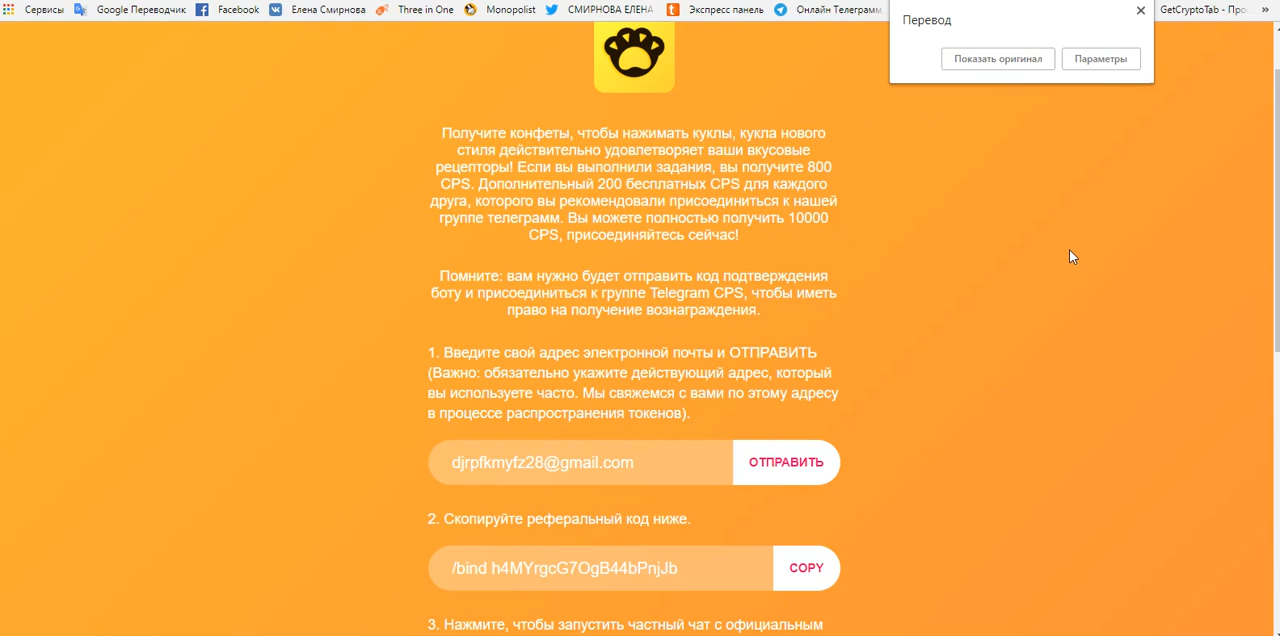 Сервисы Google Переводчик Facebook Елена Смирнова Three in One Monopolist СМИРНОВА ЕЛЕНА Экспресс панель Онлайн Телеграмм GetCryptoTab - Про »
Перевод
Показать оригинал Параметры
Получите конфеты, чтобы нажимать куклы, кукла нового
стиля действительно удовлетворяет ваши вкусовые
рецепторы! Если вы выполнили задания, вы получите 800
CPS. Дополнительный 200 бесплатных CPS для каждого
друга, которого вы рекомендовали присоединиться к нашей
группе телеграмм. Вы можете полностью получить 10000
CPS, присоединяйтесь сейчас!
Помните: вам нужно будет отправить код подтверждения
боту и присоединиться к группе Telegram CPS, чтобы иметь
право на получение вознаграждения.
1. Введите свой адрес электронной почты и ОТПРАВИТЬ
(Важно: обязательно укажите действующий адрес, который
вы используете часто. Мы свяжемся с вами по этому адресу
в процессе распространения токенов).
djrpfkmyfz28@gmail.com ОТПРАВИТЬ
2. Скопируйте реферальный код ниже.
/bind h4MYrgcG7OgB44bPnjJb COPY
3. Нажмите, чтобы запустить частный чат с официальным